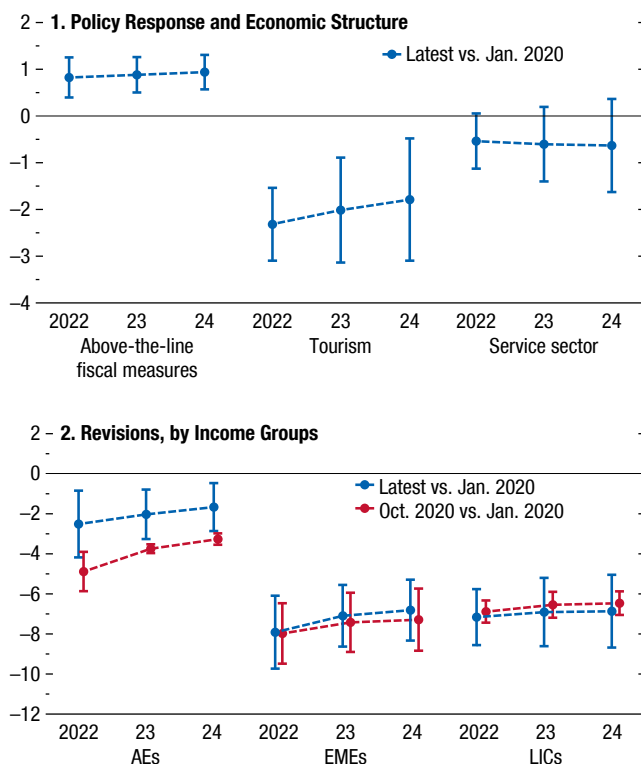 1. Policy Response and Economic Structure
2
1
0
–1
–2
–3
–4
Latest vs. Jan. 2020
2022 23 24 2022 23 24 2022 23 24
Above-the-line
fiscal measures
Tourism
Service sector
2. Revisions, by Income Groups
2
0
–2
–4
–6
–8
–10
–12
Latest vs. Jan. 2020
Oct. 2020 vs. Jan. 2020
2022 23 24 2022 23 24 2022 23 24
AEs EMEs LICs